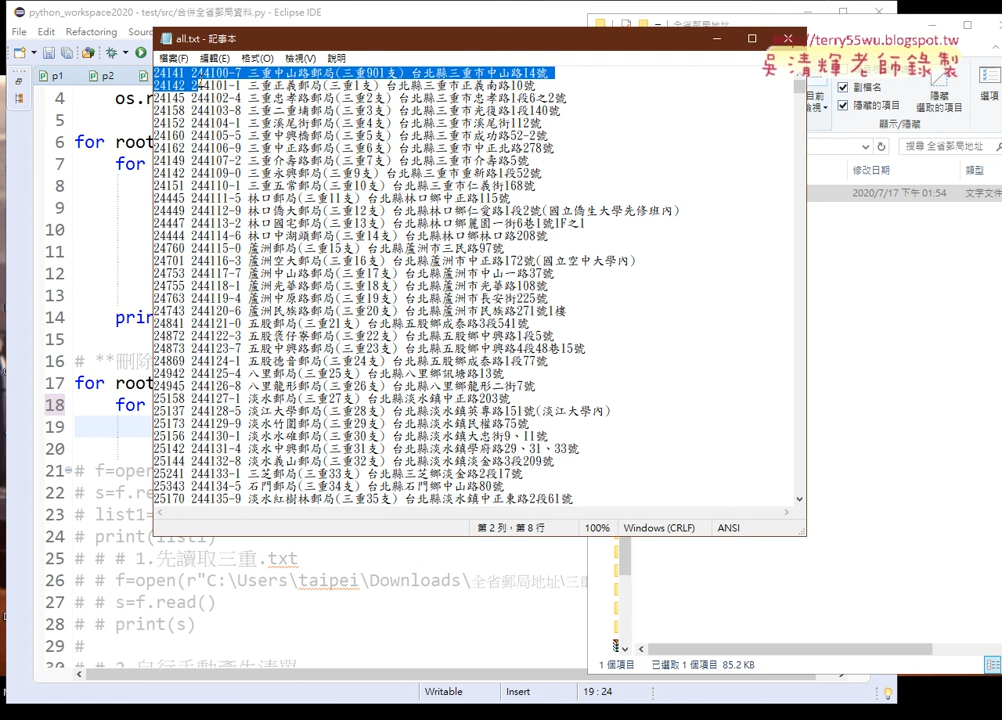 python_workspace2020 - test/src/合併全省郵局資料.py - Eclipse IDE
File Edit Refactoring Sourc
p1 p2
all.txt - 記事本
檔案(F) 編輯(E) 格式(O) 檢視(V) 說明
24141 244100-7 三重中山路郵局(三重901支) 台北縣三重市中山路14號
24142 244101-1 三重正義郵局(三重1支) 台北縣三重市正義南路10號
24145 244102-4 三重忠孝路郵局(三重2支) 台北縣三重市忠孝路1段6之2號
24158 244103-8 三重二重埔郵局(三重3支) 台北縣三重市光復路1段140號
24152 244104-1 三重溪尾街郵局(三重4支) 台北縣三重市溪尾街112號
24160 244105-5 三重中興橋郵局(三重5支) 台北縣三重市成功路52-2號
24162 244106-9 三重中正路郵局(三重6支) 台北縣三重市中正北路278號
24149 244107-2 三重介壽路郵局(三重7支) 台北縣三重市介壽路5號
24142 244109-0 三重永興郵局(三重9支) 台北縣三重市重新路1段52號
24151 244110-1 三重五常郵局(三重10支) 台北縣三重市仁義街168號
24445 244111-5 林口郵局(三重11支) 台北縣林口鄉中正路115號
24449 244112-9 林口僑大郵局(三重12支) 台北縣林口鄉仁愛路1段2號(國立僑生大學先修班內)
24447 244113-2 林口國宅郵局(三重13支) 台北縣林口鄉麗園一街6巷1號1F之1
24444 244114-6 林口中湖頭郵局(三重14支) 台北縣林口鄉林口路208號
24760 244115-0 蘆洲郵局(三重15支) 台北縣蘆洲市三民路97號
24701 244116-3 蘆洲空大郵局(三重16支) 台北縣蘆洲市中正路172號(國立空中大學內)
24753 244117-7 蘆洲中山路郵局(三重17支) 台北縣蘆洲市中山一路37號
24755 244118-1 蘆洲光華路郵局(三重18支) 台北縣蘆洲市光華路108號
24763 244119-4 蘆洲中原路郵局(三重19支) 台北縣蘆洲市長安街225號
24743 244120-6 蘆洲民族路郵局(三重20支) 台北縣蘆洲市民族路271號1樓
24841 244121-0 五股郵局(三重21支) 台北縣五股鄉成泰路3段541號
24872 244122-3 五股褒仔寮郵局(三重22支) 台北縣五股鄉中興路1段5號
24873 244123-7 五股中興路郵局(三重23支) 台北縣五股鄉中興路4段48巷15號
24869 244124-1 五股德音郵局(三重24支) 台北縣五股鄉成泰路1段77號
24942 244125-4 八里郵局(三重25支) 台北縣八里鄉訊塘路13號
24945 244126-8 八里龍形郵局(三重26支) 台北縣八里鄉龍形二街7號
25158 244127-1 淡水郵局(三重27支) 台北縣淡水鎮中正路203號
25137 244128-5 淡江大學郵局(三重28支) 台北縣淡水鎮英專路151號(淡江大學內)
25173 244129-9 淡水竹圍郵局(三重29支) 台北縣淡水鎮民權路75號
25156 244130-1 淡水水碓郵局(三重30支) 台北縣淡水鎮大忠街9、11號
25142 244131-4 淡水中興郵局(三重31支) 台北縣淡水鎮學府路29、31、33號
25144 244132-8 淡水義山郵局(三重32支) 台北縣淡水鎮淡金路3段209號
25241 244133-1 三芝郵局(三重33支) 台北縣三芝鄉淡金路2段17號
25343 244134-5 石門郵局(三重34支) 台北縣石門鄉中山路80號
25170 244135-9 淡水紅樹林郵局(三重35支) 台北縣淡水鎮中正東路2段61號
第 2 列，第 8 行 100% Windows (CRLF) ANSI
4 os.r
5
6 for root
7 for
8
9
10
11
12
13
14 prin
15
16 # **刪除
17 for root
18 for
19
20
21 # f=open
22 # s=f.re
23 # list1=
24 # print(list1)
25 # # 1.先讀取三重.txt
26 # # f=open(r"C:\Users\taipei\Downloads\全省郵局地址\三重
27 # # s=f.read()
28 # # print(s)
29 #
Writable Insert 19 : 24
http://terry55wu.blogspot.tw
吳清輝老師錄製
全省郵局地址
副檔名
隱藏的項目
隱藏
選取的項目
選項
顯示/隱藏
搜尋 全省郵局地址
修改日期 類型
2020/7/17 下午 01:54 文字文件
1 個項目 已選取 1 個項目 85.2 KB